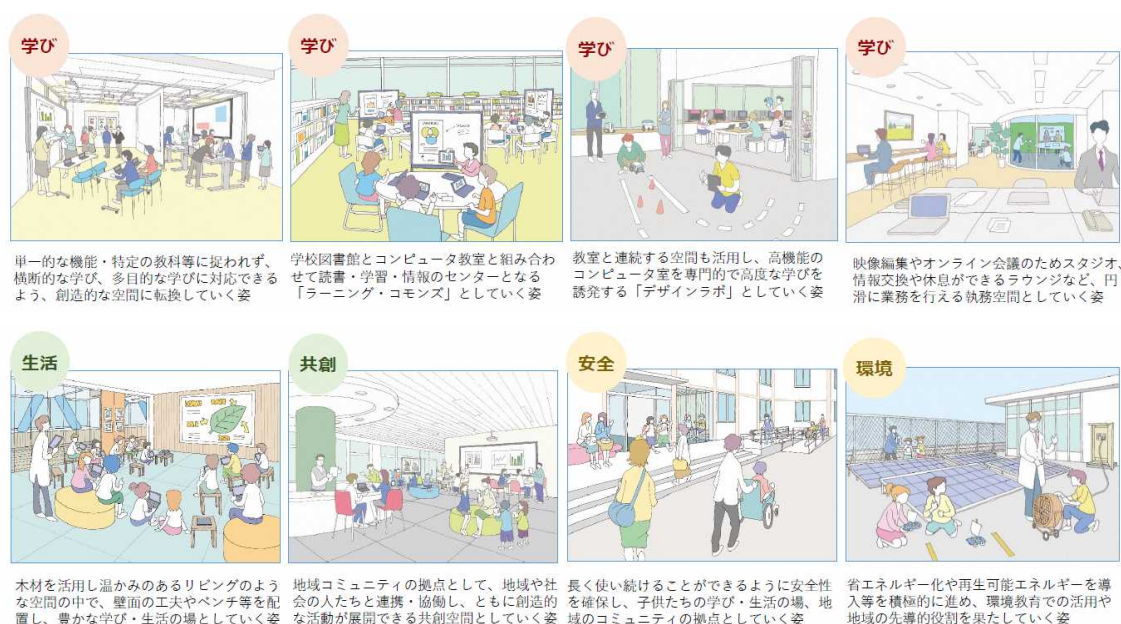 学び
学び
学び
学び
単一的な機能・特定の教科等に捉われず、
横断的な学び、多目的な学びに対応できる
よう、創造的な空間に転換していく姿
学校図書館とコンピュータ教室と組み合わ
せて読書・学習・情報のセンターとなる
「ラーニング・コモンズ」としていく姿
教室と連続する空間も活用し、高機能の
コンピュータ室を専門的で高度な学びを
誘発する「デザインラボ」としていく姿
映像編集やオンライン会議のためスタジオ、
情報交換や休息ができるラウンジなど、円
滑に業務を行える執務空間としていく姿
生活
共創
安全
環境
木材を活用し温かみのあるリビングのよう
な空間の中で、壁面の工夫やベンチ等を配
置し、豊かな学び・生活の場としていく姿
地域コミュニティの拠点として、地域や社
会の人たちと連携・協働し、ともに創造的
な活動が展開できる共創空間としていく姿
長く使い続けることができるように安全性
を確保し、子供たちの学び・生活の場、地
域のコミュニティの拠点としていく姿
省エネルギー化や再生可能エネルギーを導
入等を積極的に進め、環境教育での活用や
地域の先導的役割を果たしていく姿